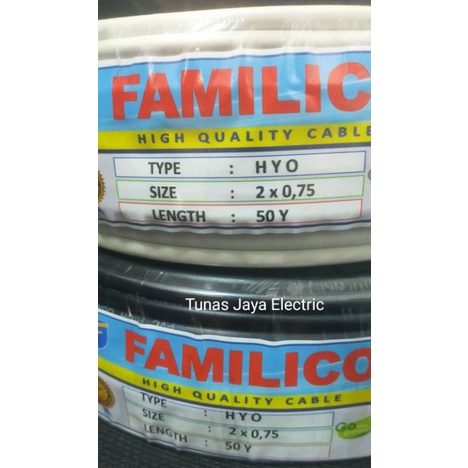 FAMILICO
HIGH QUALITY CABLE
TYPE : HYO
SIZE : 2 x 0,75
LENGTH : 50 Y
Tunas Jaya Electric
FAMILICO
HIGH QUALITY CABLE
TYPE : HYO
SIZE : 2 x 0,75
LENGTH : 50 Y
Go